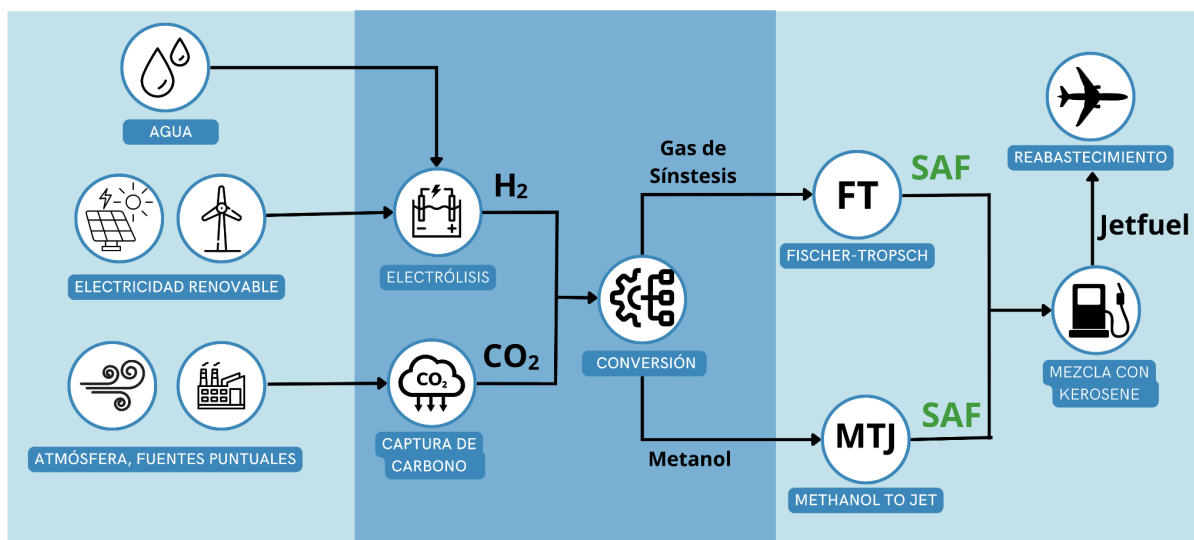 AGUA
ELECTRICIDAD RENOVABLE
ATMÓSFERA, FUENTES PUNTUALES
H₂
ELECTRÓLISIS
CO₂
CO₂
CAPTURA DE
CARBONO
CONVERSIÓN
Gas de
Sínstesis
Metanol
FT
SAF
FISCHER-TROPSCH
MTJ
SAF
METHANOL TO JET
REABASTECIMIENTO
Jetfuel
MEZCLA CON
KEROSENE